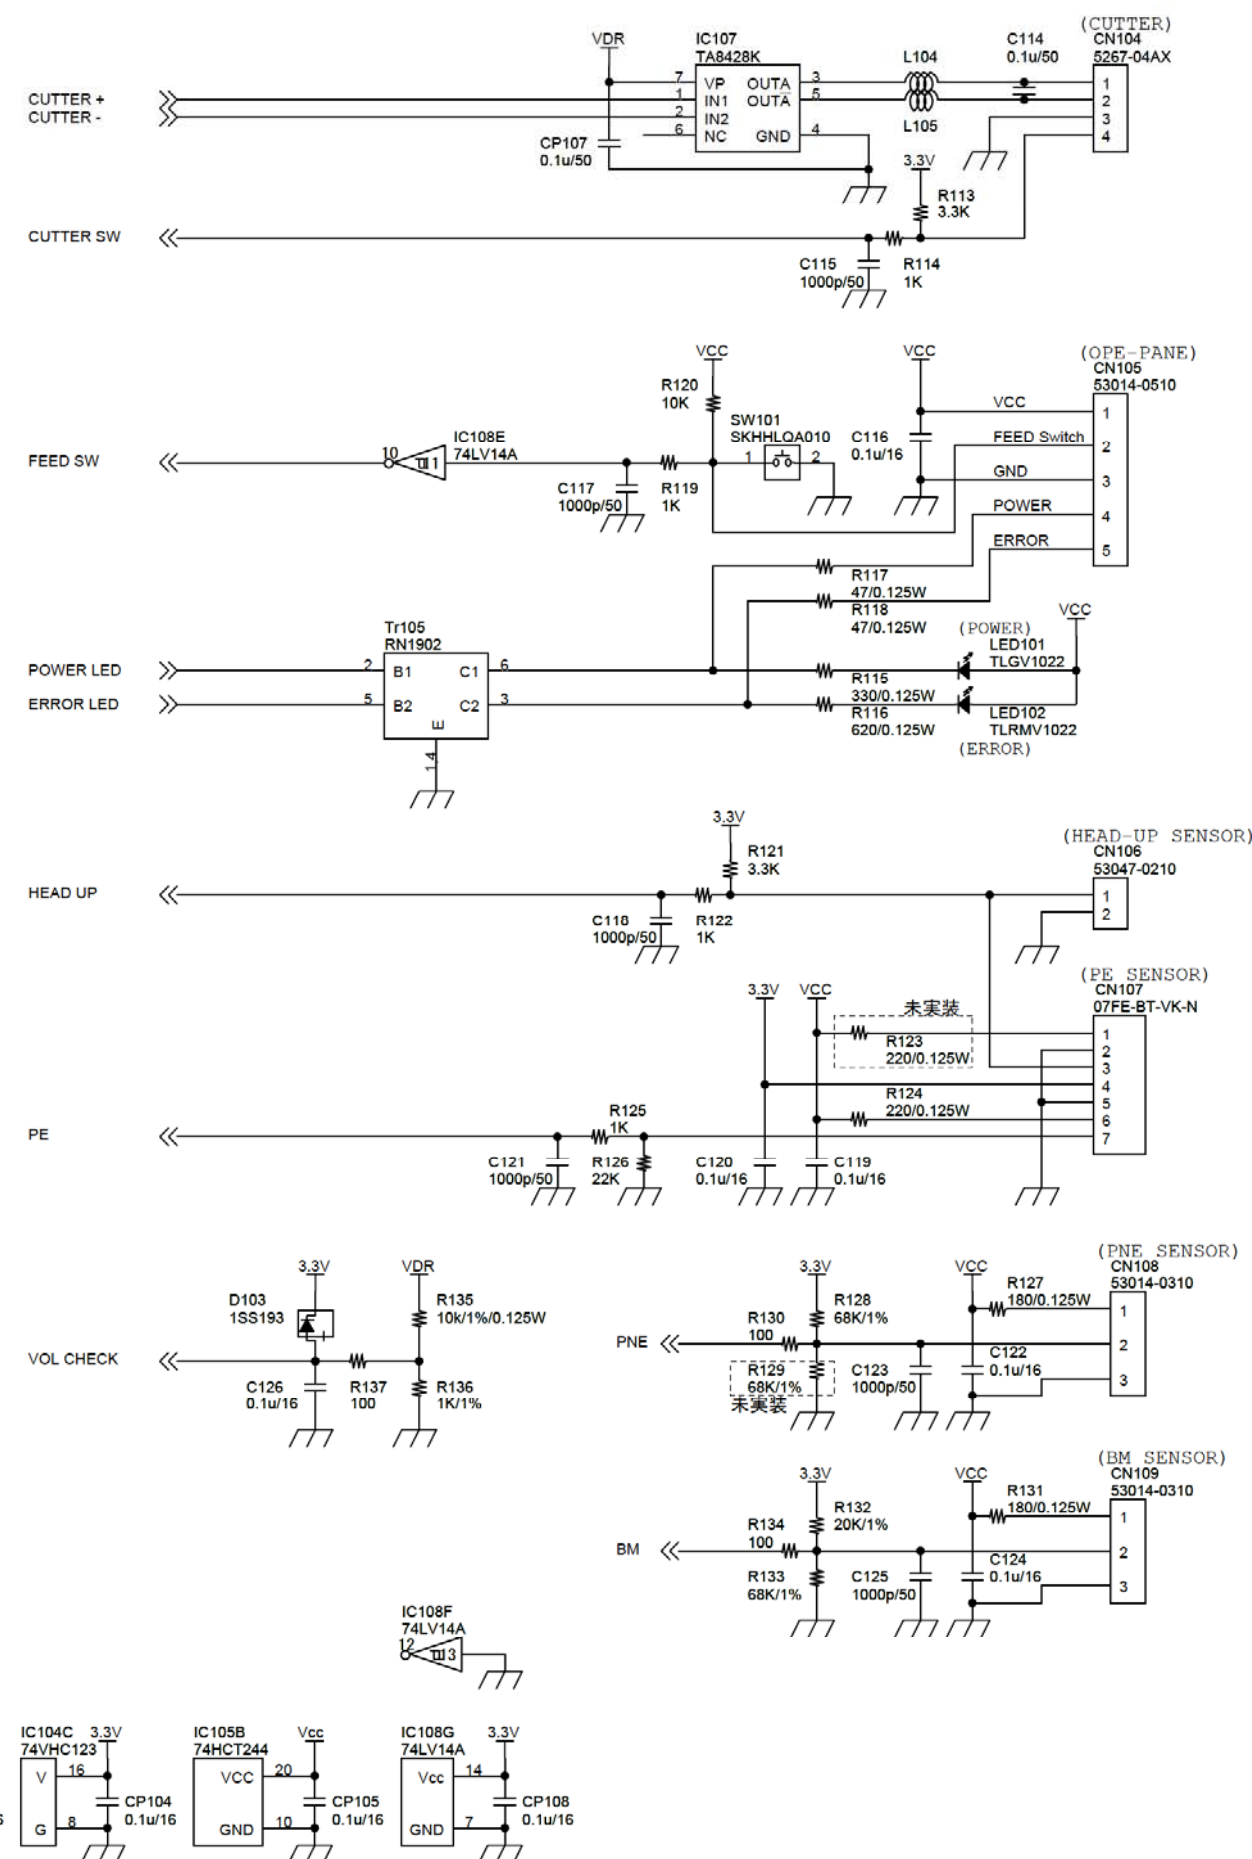 (CUTTER)
VDR
IC107
TA8428K
C114
0.1u/50
CN104
5267-04AX
L104
7 VP OUTA 3
1
CUTTER +
1 IN1 OUTA 5
2
CUTTER -
2 IN2
3
6 NC GND 4
4
L105
CP107
0.1u/50
3.3V
R113
3.3K
CUTTER SW
C115
1000p/50
R114
1K
VCC
VCC
(OPE-PANE)
CN105
53014-0510
R120
10K
VCC
1
SW101
SKHHLQA010
C116
0.1u/16
IC108E
74LV14A
FEED Switch
2
FEED SW
10
11
1
2
GND
3
C117
1000p/50
R119
1K
POWER
4
ERROR
5
R117
47/0.125W
R118
47/0.125W
VCC
Tr105
RN1902
(POWER)
LED101
TLGV1022
POWER LED
2 B1 C1 6
R115
330/0.125W
ERROR LED
5 B2 C2 3
R116
620/0.125W
LED102
TLRMV1022
E
(ERROR)
1,4
3.3V
(HEAD-UP SENSOR)
CN106
53047-0210
R121
3.3K
HEAD UP
1
2
C118
1000p/50
R122
1K
(PE SENSOR)
CN107
07FE-BT-VK-N
3.3V
VCC
未実装
1
R123
220/0.125W
2
3
4
R124
220/0.125W
5
6
R125
1K
PE
7
C121
1000p/50
R126
22K
C120
0.1u/16
C119
0.1u/16
(PNE SENSOR)
CN108
53014-0310
3.3V
VDR
3.3V
VCC
D103
1SS193
R135
10k/1%/0.125W
R127
180/0.125W
1
R130
100
R128
68K/1%
PNE
2
VOL CHECK
C122
0.1u/16
R129
68K/1%
C123
1000p/50
3
C126
0.1u/16
R137
100
R136
1K/1%
未実装
(BM SENSOR)
CN109
53014-0310
3.3V
VCC
R131
180/0.125W
1
R134
100
R132
20K/1%
BM
2
C124
0.1u/16
R133
68K/1%
C125
1000p/50
3
IC108F
74LV14A
12
13
IC104C
74VHC123
3.3V
V 16
G 8
CP104
0.1u/16
IC105B
74HCT244
Vcc
VCC 20
GND 10
CP105
0.1u/16
IC108G
74LV14A
3.3V
Vcc 14
GND 7
CP108
0.1u/16